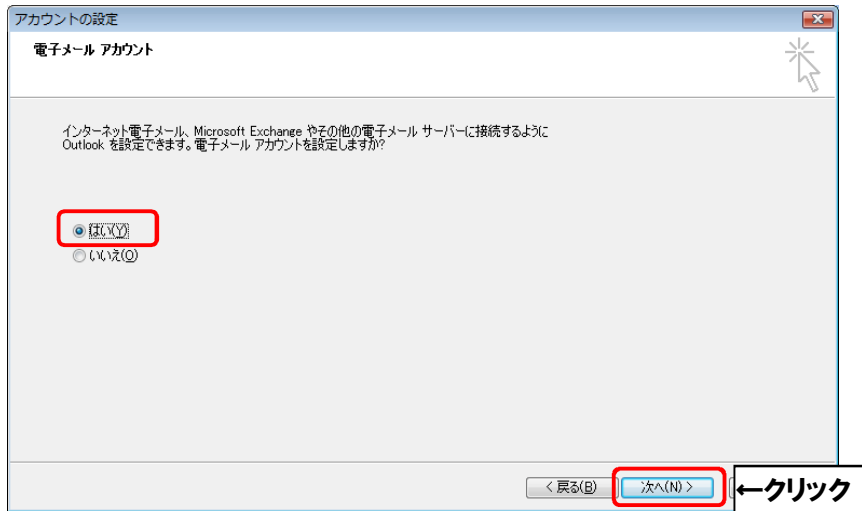 アカウントの設定
電子メール アカウント
インターネット電子メール、Microsoft Exchange やその他の電子メール サーバーに接続するように
Outlook を設定できます。電子メール アカウントを設定しますか?
はい(Y)
いいえ(O)
< 戻る(B)
次へ(N) >
←クリック